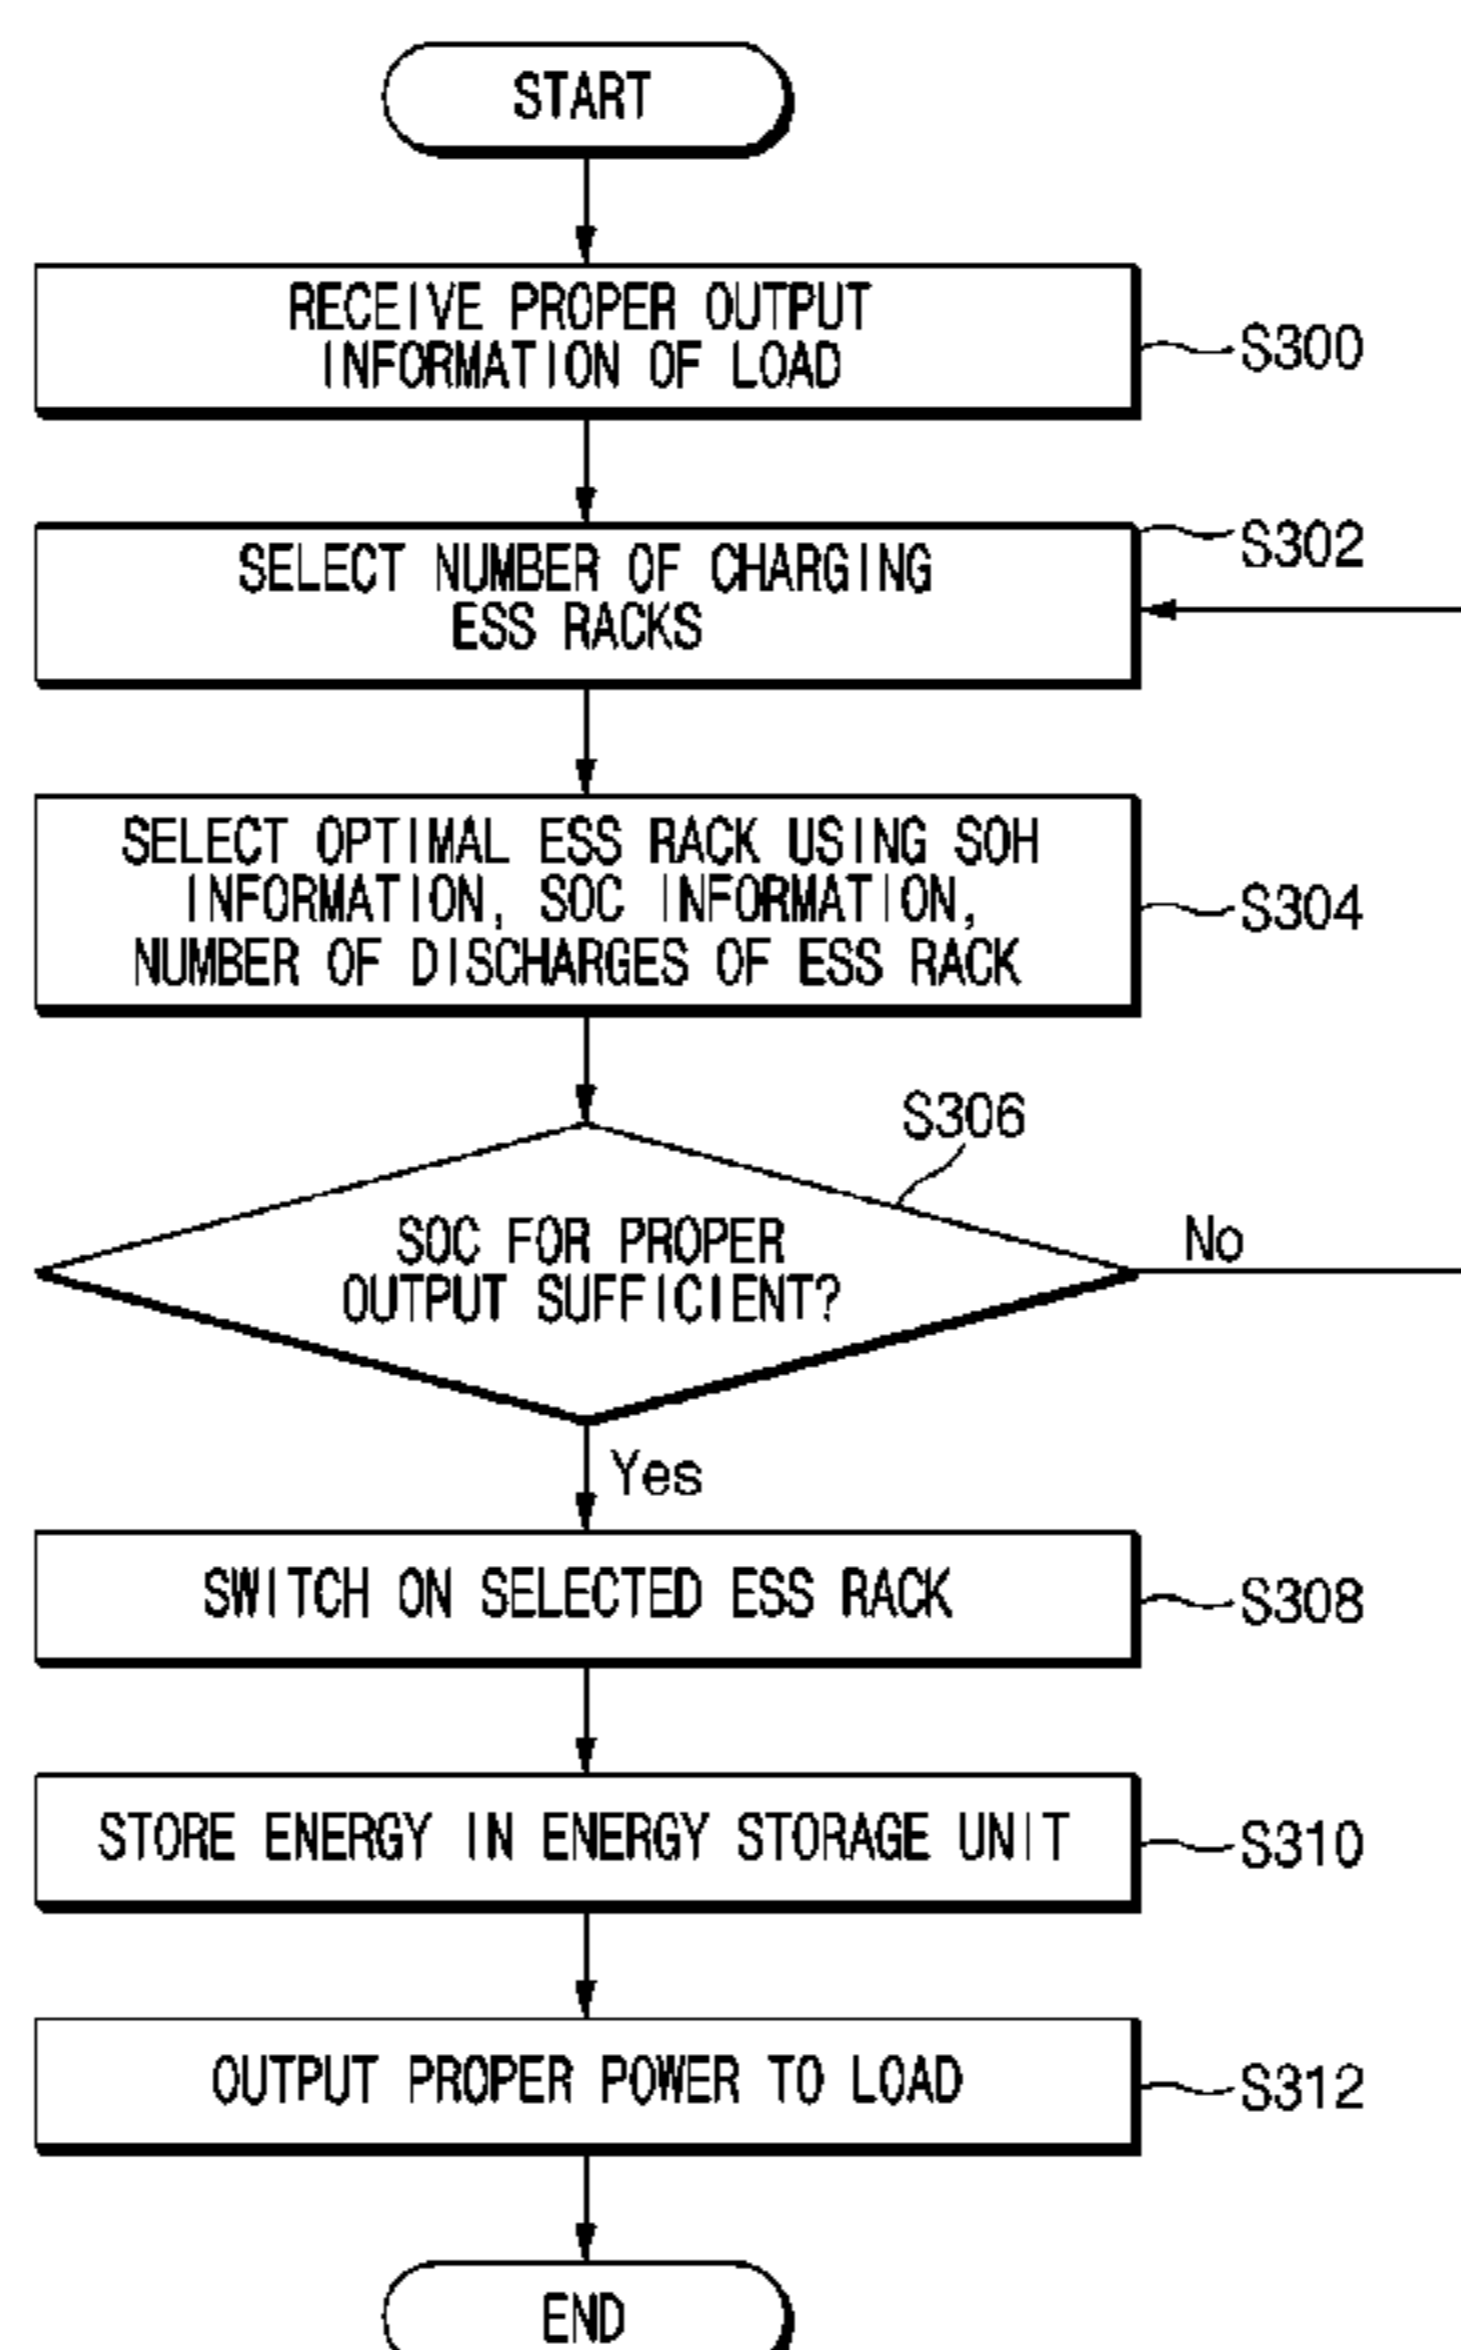 START
RECEIVE PROPER OUTPUT
INFORMATION OF LOAD
S300
SELECT NUMBER OF CHARGING
ESS RACKS
S302
SELECT OPTIMAL ESS RACK USING SOH
INFORMATION, SOC INFORMATION,
NUMBER OF DISCHARGES OF ESS RACK
S304
S306
SOC FOR PROPER
OUTPUT SUFFICIENT?
No
Yes
SWITCH ON SELECTED ESS RACK
S308
STORE ENERGY IN ENERGY STORAGE UNIT
S310
OUTPUT PROPER POWER TO LOAD
S312
END